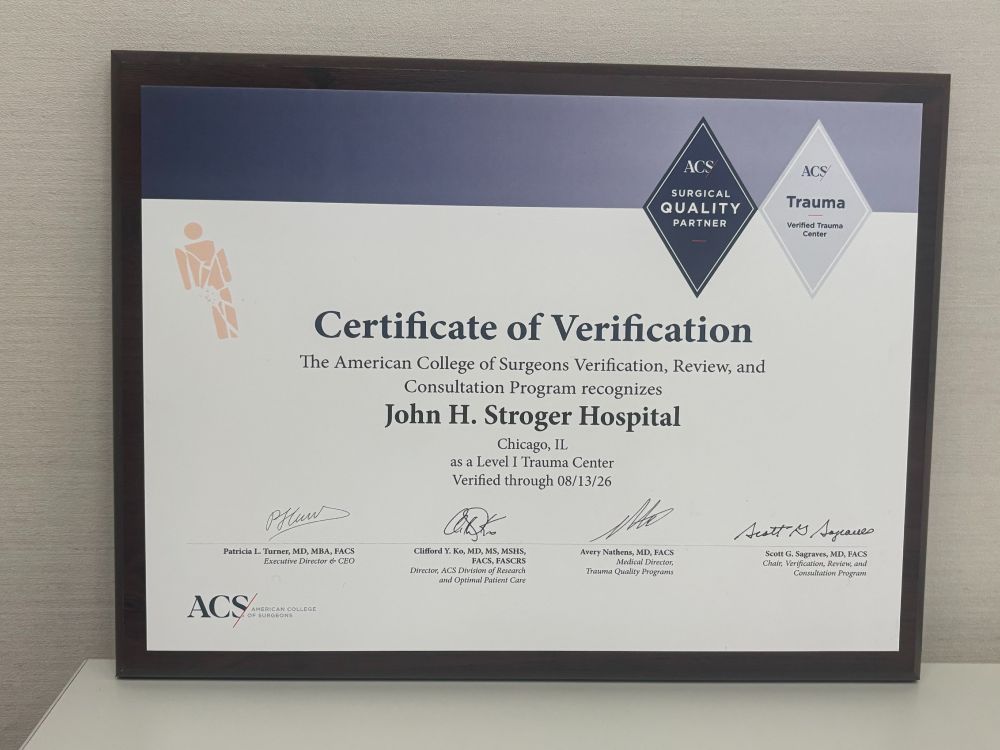 ACS
SURGICAL
QUALITY
PARTNER
ACS
Trauma
Verified Trauma
Center
Certificate of Verification
The American College of Surgeons Verification, Review, and
Consultation Program recognizes
John H. Stroger Hospital
Chicago, IL
as a Level I Trauma Center
Verified through 08/13/26
Scott G Sagraves
Patricia L. Turner, MD, MBA, FACS
Executive Director & CEO
Clifford Y. Ko, MD, MS, MSHS,
FACS, FASCRS
Director, ACS Division of Research
and Optimal Patient Care
Avery Nathens, MD, FACS
Medical Director,
Trauma Quality Programs
Scott G. Sagraves, MD, FACS
Chair, Verification, Review, and
Consultation Program
ACS
AMERICAN COLLEGE
OF SURGEONS